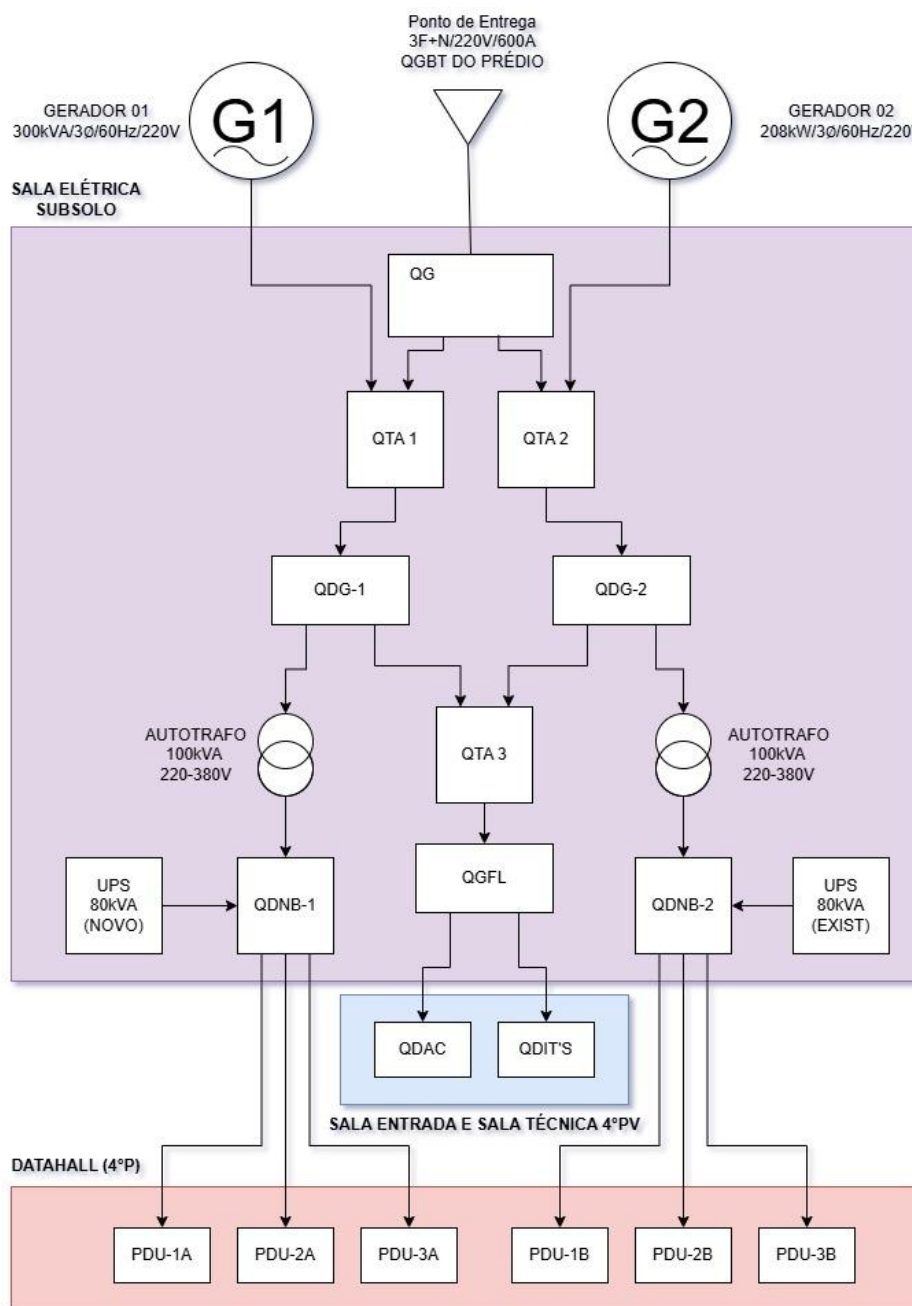 Ponto de Entrega
3F+N/220V/600A
QGBT DO PRÉDIO
GERADOR 01
300kVA/3ø/60Hz/220V
G1
G2
GERADOR 02
208kW/3ø/60Hz/220V
SALA ELÉTRICA
SUBSOLO
QG
QTA 1
QTA 2
QDG-1
QDG-2
AUTOTRAFO
100kVA
220-380V
QTA 3
AUTOTRAFO
100kVA
220-380V
UPS
80kVA
(NOVO)
QDNB-1
QGFL
QDNB-2
UPS
80kVA
(EXIST)
QDAC
QDIT'S
SALA ENTRADA E SALA TÉCNICA 4°PV
DATAHALL (4°P)
PDU-1A
PDU-2A
PDU-3A
PDU-1B
PDU-2B
PDU-3B